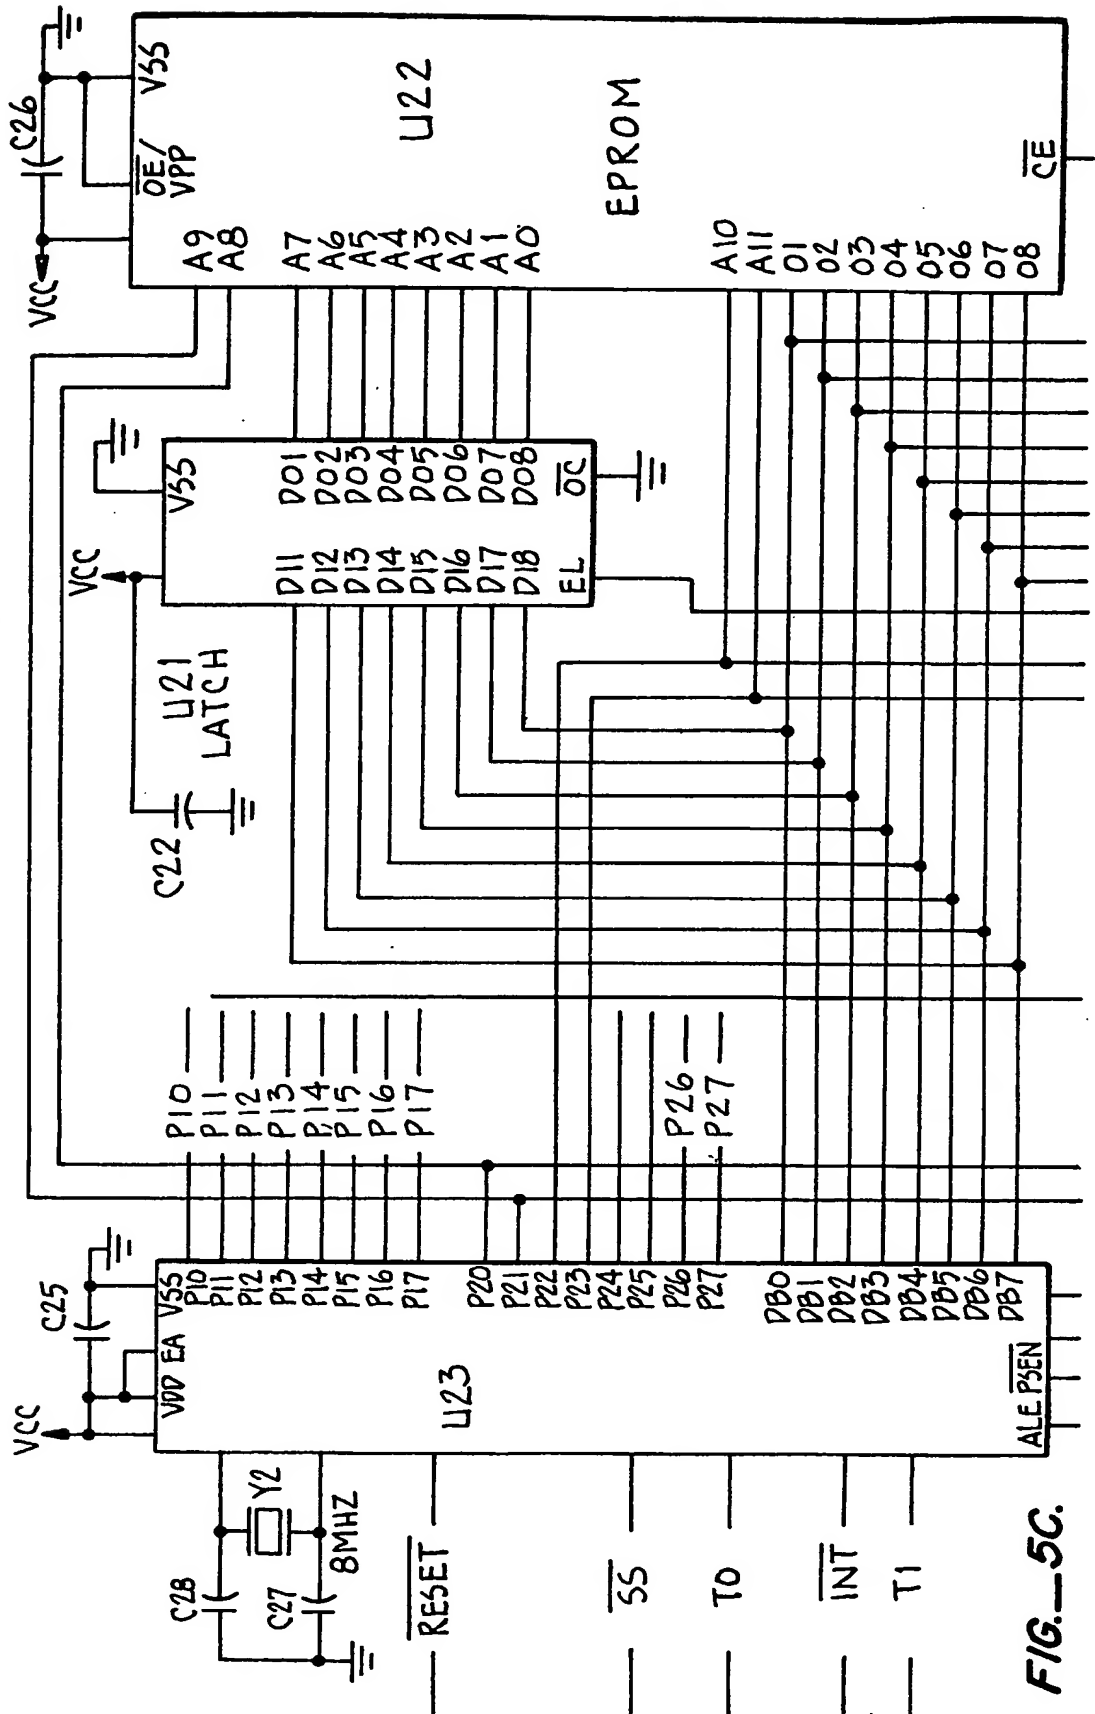 VCC
C26
VSS
OE/
VPP
U22
EPROM
CE
A9
A8
A7
A6
A5
A4
A3
A2
A1
A0
A10
A11
O1
O2
O3
O4
O5
O6
O7
O8
VCC
VSS
U21
LATCH
C22
DO1
DO2
DO3
DO4
DO5
DO6
DO7
DO8
OC
DI1
DI2
DI3
DI4
DI5
DI6
DI7
DI8
EL
P10
P11
P12
P13
P14
P15
P16
P17
P26
P27
VCC
C25
VDD
EA
VSS
P10
P11
P12
P13
P14
P15
P16
P17
P20
P21
P22
P23
P24
P25
P26
P27
DB0
DB1
DB2
DB3
DB4
DB5
DB6
DB7
U23
ALE
PSEN
C28
C27
Y2
8MHZ
RESET
SS
T0
INT
T1
FIG.—5C.